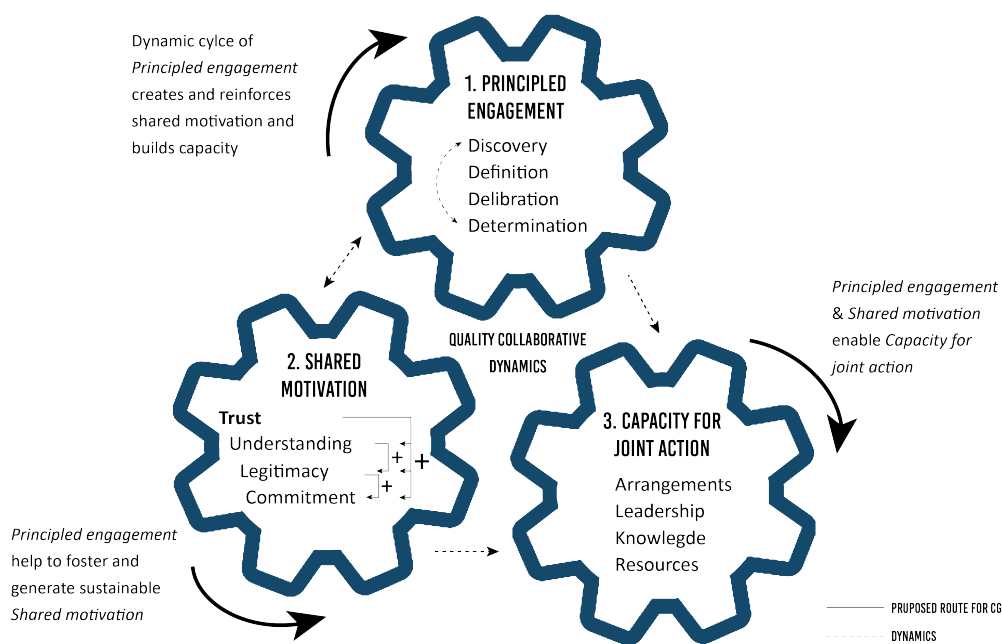 Dynamic cylce of
Principled engagement
creates and reinforces
shared motivation and
builds capacity
1. PRINCIPLED
ENGAGEMENT
Discovery
Definition
Delibration
Determination
Principled engagement
& Shared motivation
enable Capacity for
joint action
QUALITY COLLABORATIVE
DYNAMICS
2. SHARED
MOTIVATION
Trust
Understanding
Legitimacy
Commitment
+
+
+
3. CAPACITY FOR
JOINT ACTION
Arrangements
Leadership
Knowlegde
Resources
Principled engagement
help to foster and
generate sustainable
Shared motivation
PRUPOSED ROUTE FOR CG
DYNAMICS